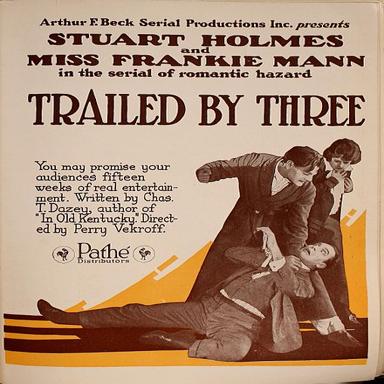 Arthur F. Beck Serial Productions Inc. presents
STUART HOLMES
and
MISS FRANKIE MANN
in the serial of romantic hazard
TRAILED BY THREE
You may promise your
audiences fifteen
weeks of real entertain-
ment. Written by Chas.
T. Dazey, author of
"In Old Kentucky." Direct-
ed by Perry Vekroff.
Pathé
Distributors